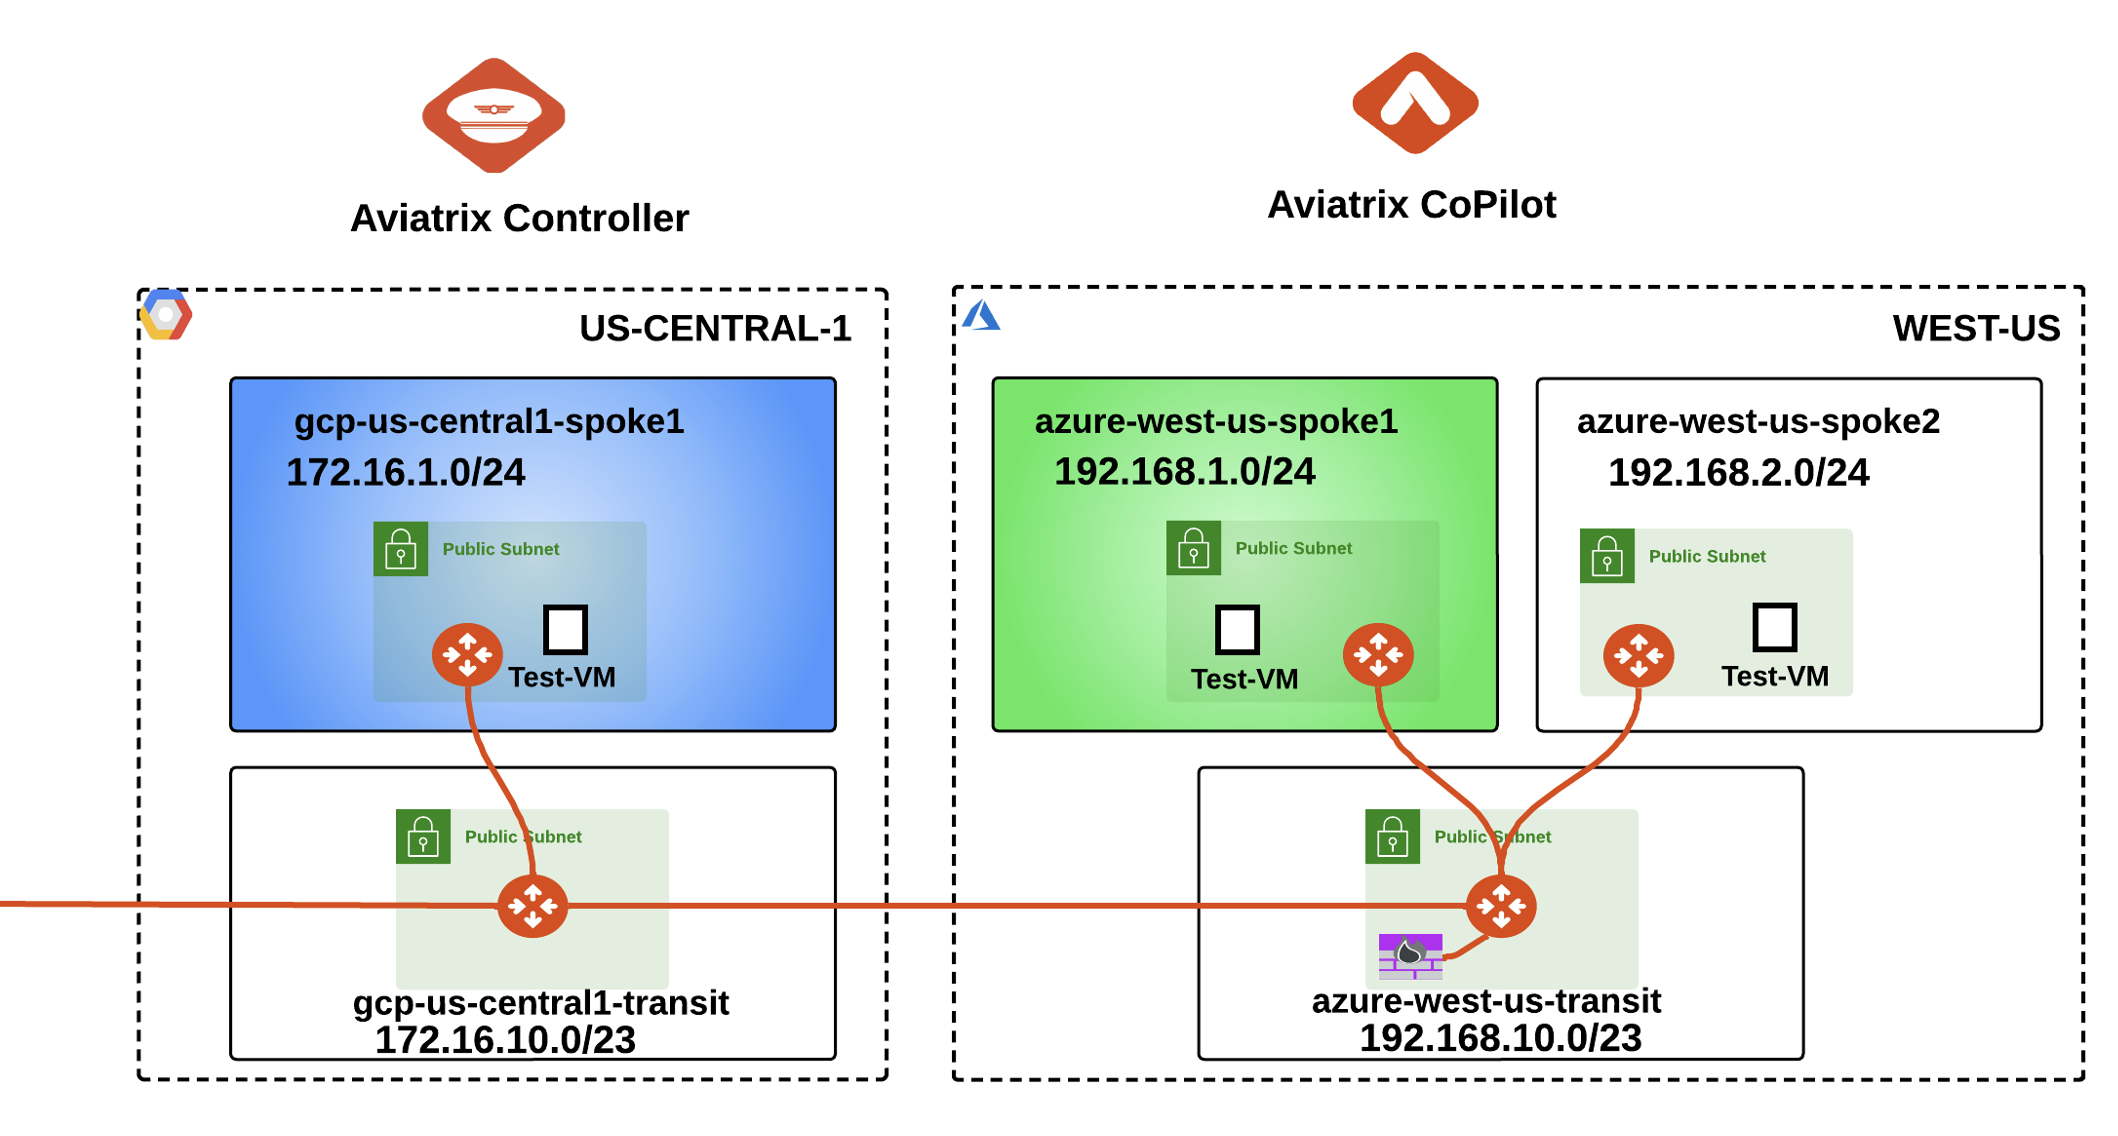 Aviatrix Controller
Aviatrix CoPilot
US-CENTRAL-1
gcp-us-central1-spoke1
172.16.1.0/24
Public Subnet
Test-VM
Public Subnet
gcp-us-central1-transit
172.16.10.0/23
WEST-US
azure-west-us-spoke1
192.168.1.0/24
Public Subnet
Test-VM
azure-west-us-spoke2
192.168.2.0/24
Public Subnet
Test-VM
Public Subnet
azure-west-us-transit
192.168.10.0/23